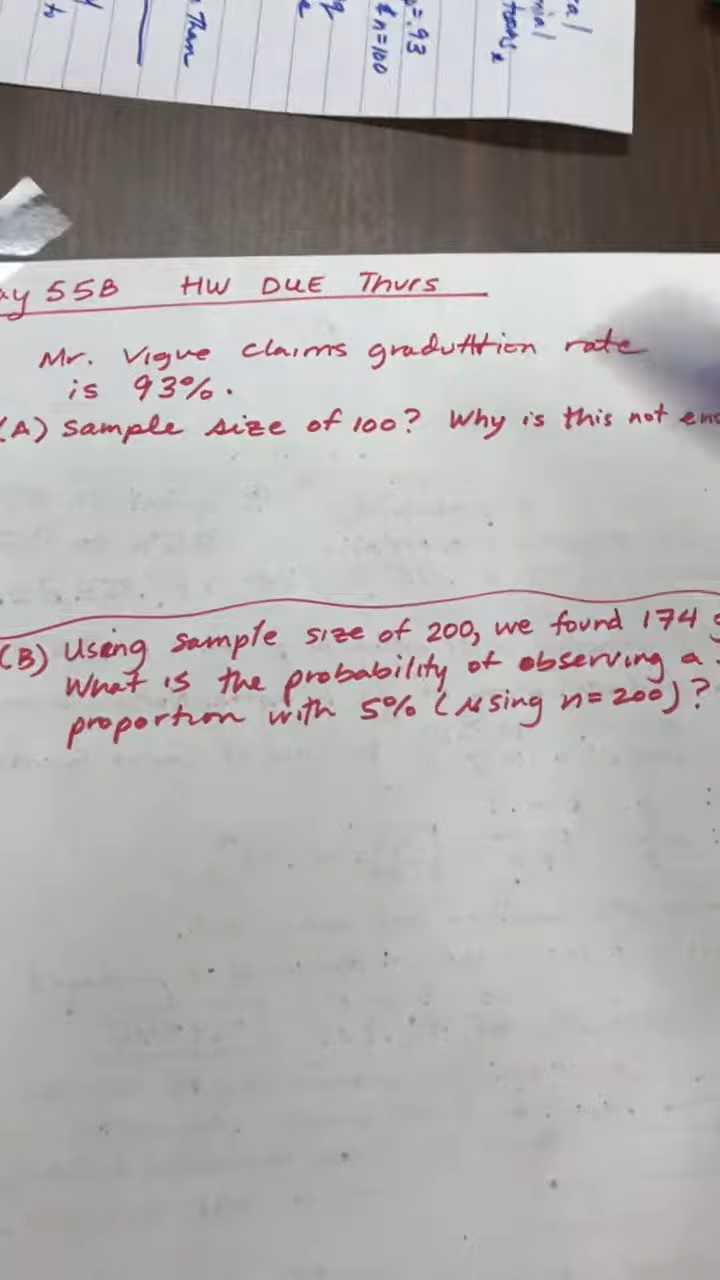 p=.93
& n=100
Then
55B HW DUE Thurs
Mr. Vigue claims graduttion rate
is 93%.
(A) Sample size of 100? Why is this not
(B) Using sample size of 200, we found 174
What is the probability of observing a
proportion with 5% (using n=200)?